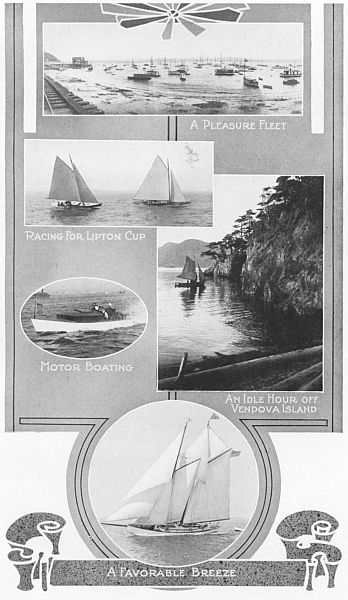 A Pleasure Fleet
Racing for Lipton Cup
Motor Boating
An Idle Hour off
Vendova Island
A Favorable Breeze